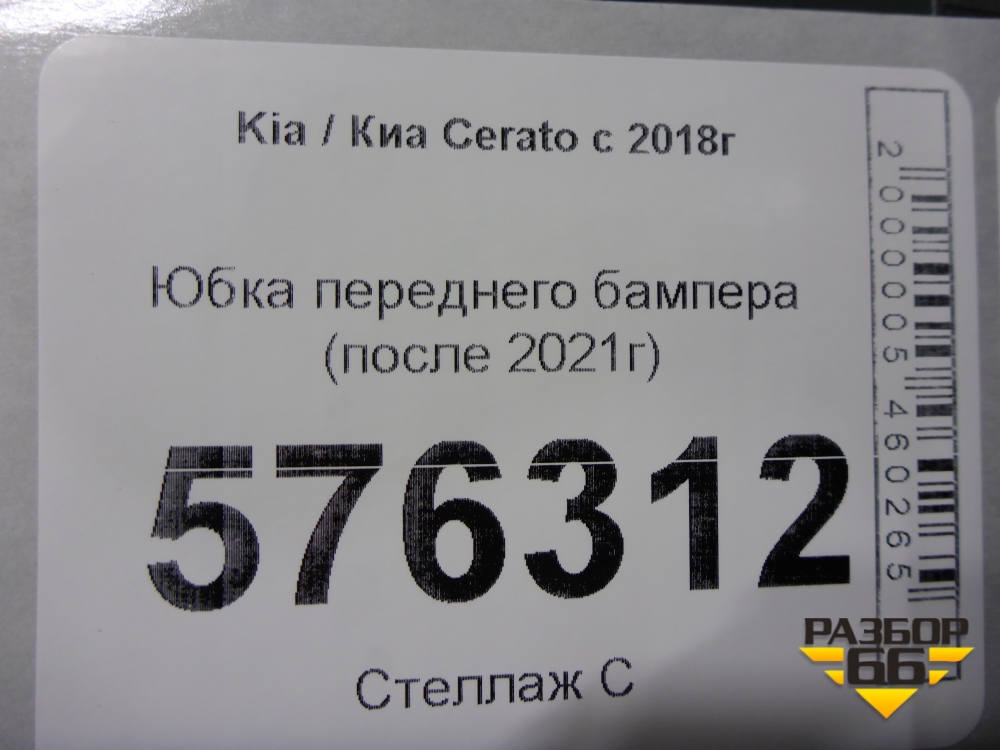 Kia / Киа Cerato с 2018г
Юбка переднего бампера
(после 2021г)
576312
Стеллаж С
2000005460265
РАЗБОР
66